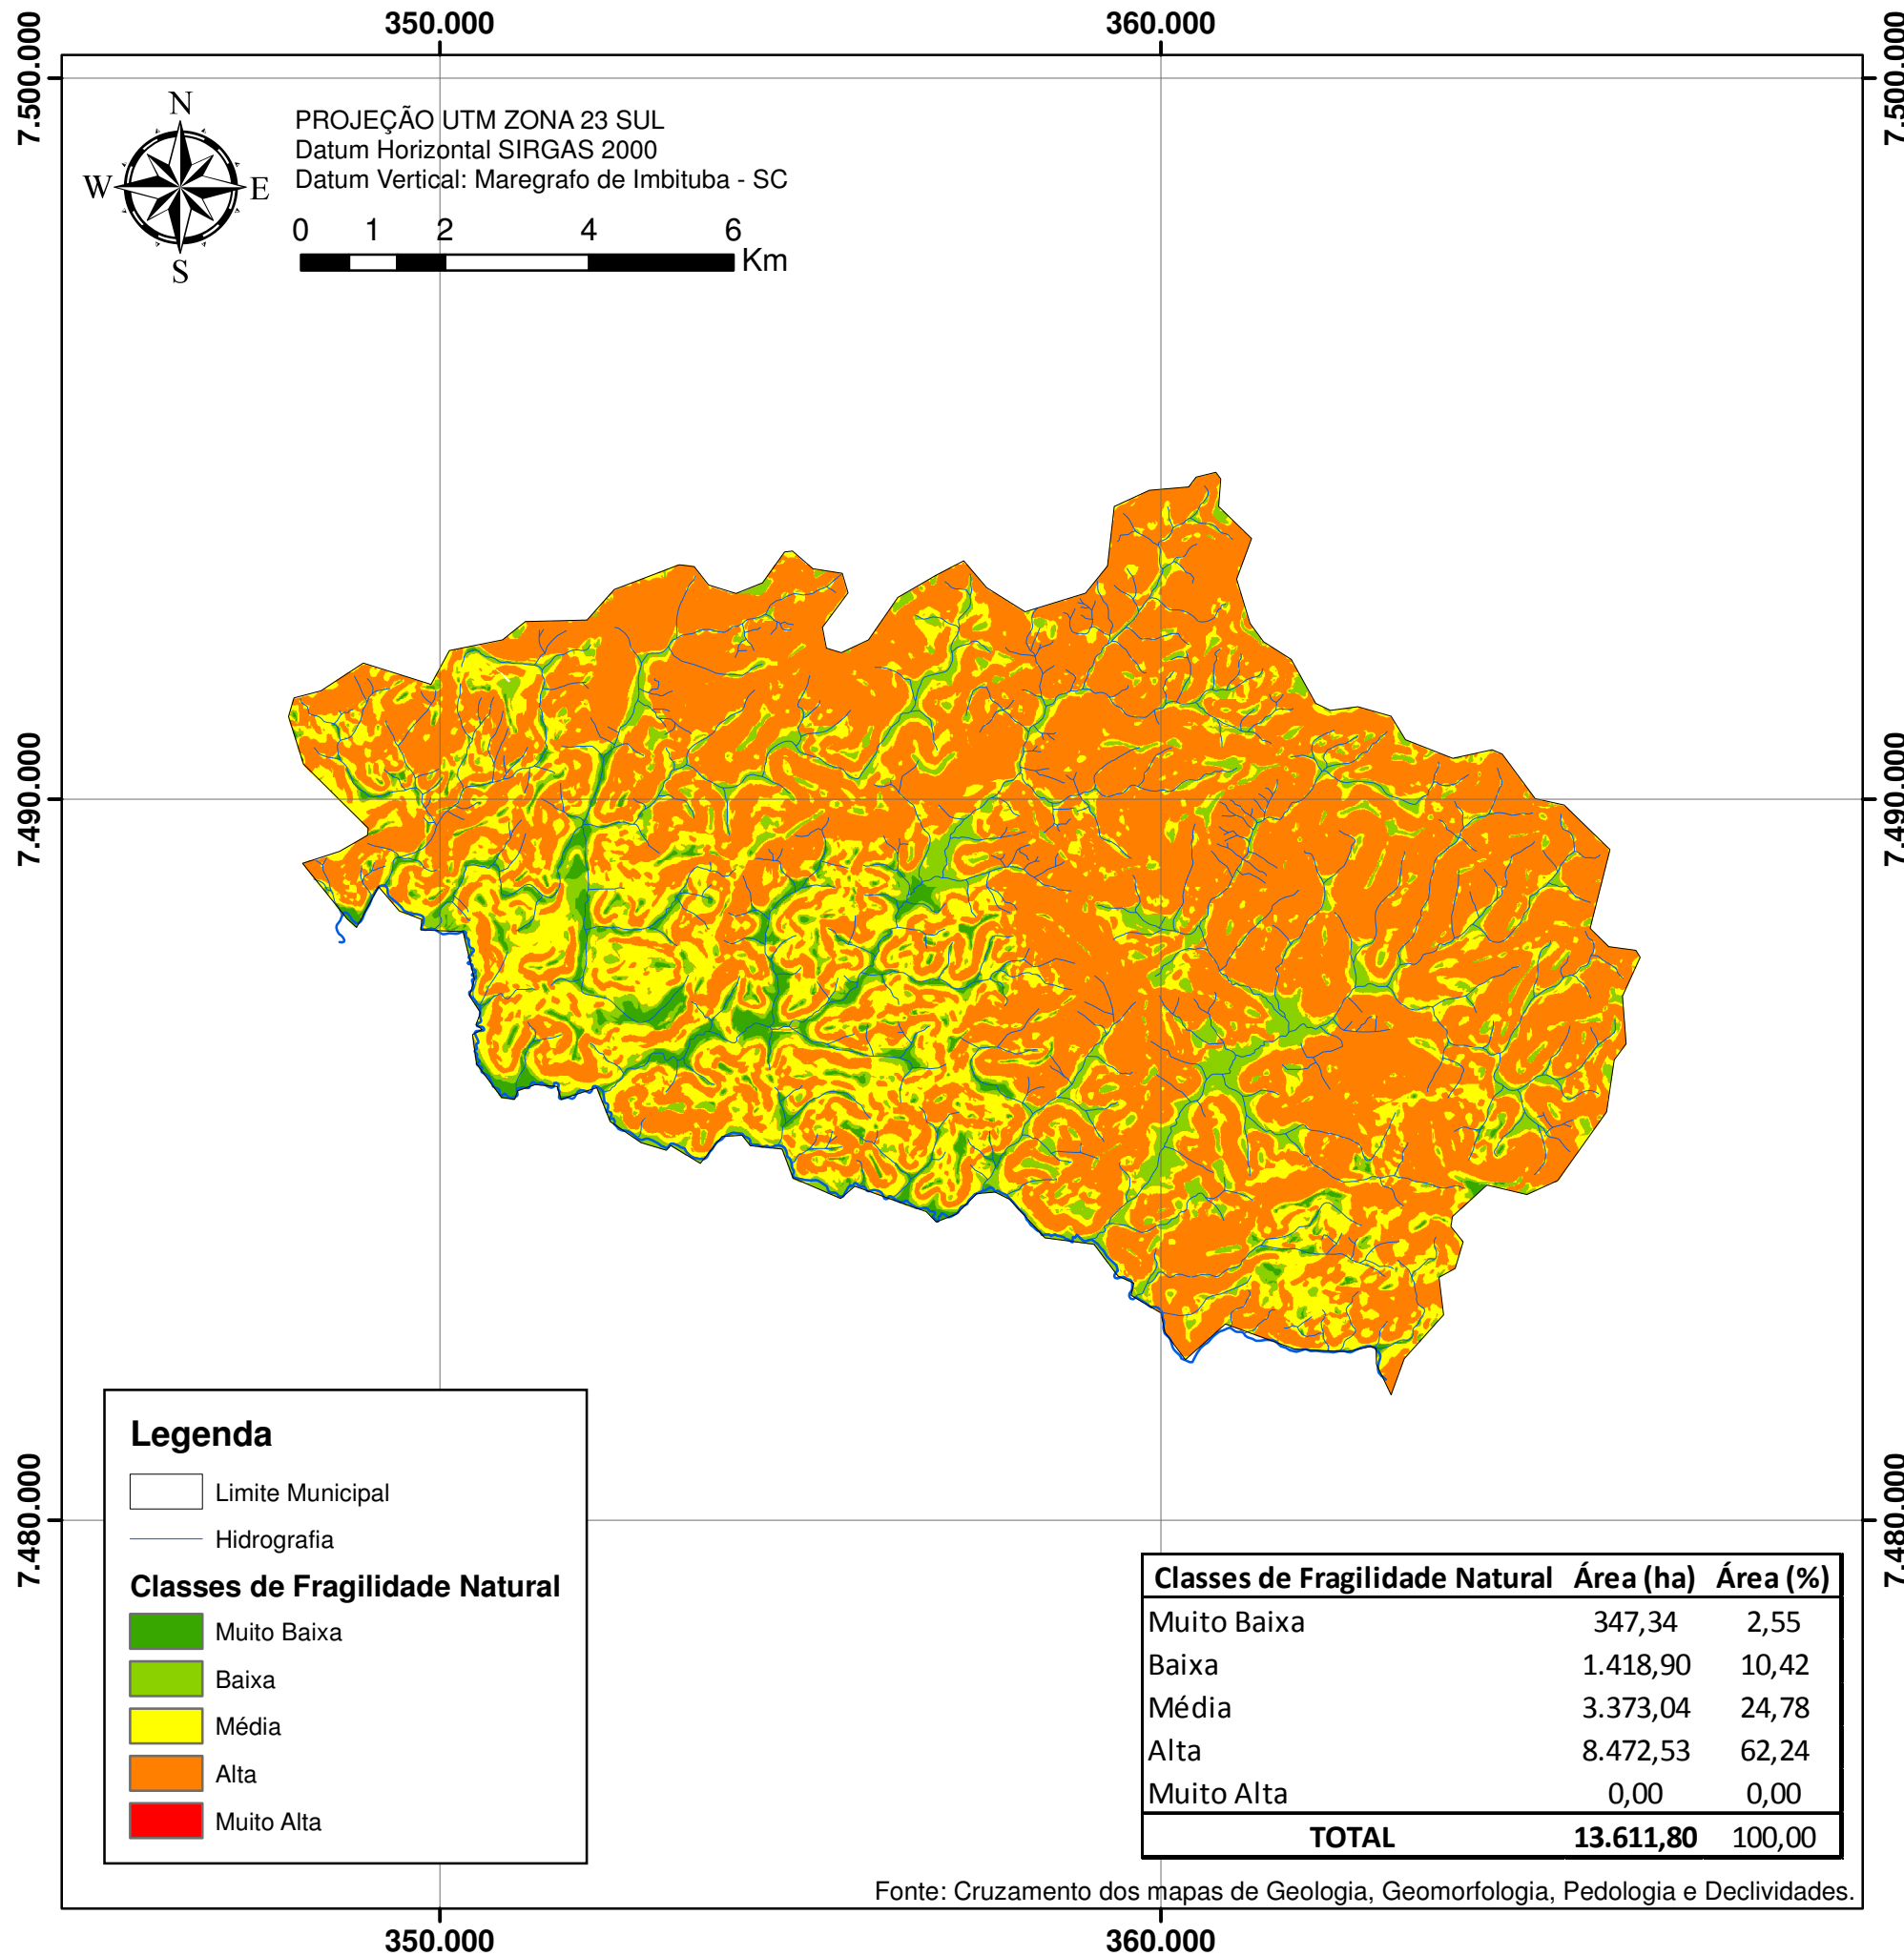 350.000 360.000
7.500.000 7.500.000
N
W E
S
PROJEÇÃO UTM ZONA 23 SUL
Datum Horizontal SIRGAS 2000
Datum Vertical: Maregrafo de Imbituba - SC
0 1 2 4 6
Km
7.490.000 7.490.000
7.480.000 7.480.000
Legenda
Limite Municipal
Hidrografia
Classes de Fragilidade Natural
Muito Baixa
Baixa
Média
Alta
Muito Alta
Classes de Fragilidade Natural Área (ha) Área (%)
Muito Baixa 347,34 2,55
Baixa 1.418,90 10,42
Média 3.373,04 24,78
Alta 8.472,53 62,24
Muito Alta 0,00 0,00
TOTAL 13.611,80 100,00
Fonte: Cruzamento dos mapas de Geologia, Geomorfologia, Pedologia e Declividades.
350.000 360.000